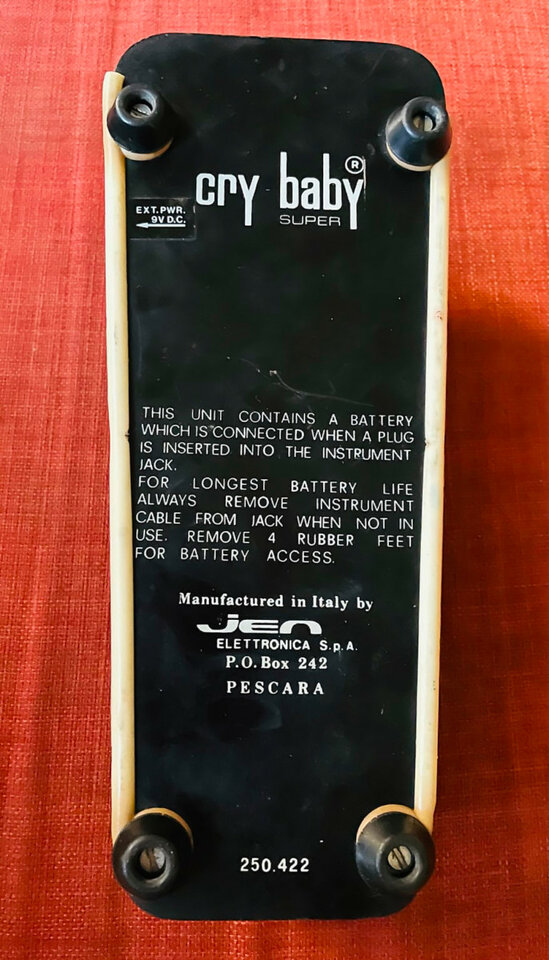 cry baby®
SUPER
EXT.PWR.
9V D.C.
THIS UNIT CONTAINS A BATTERY
WHICH IS CONNECTED WHEN A PLUG
IS INSERTED INTO THE INSTRUMENT
JACK.
FOR LONGEST BATTERY LIFE
ALWAYS REMOVE INSTRUMENT
CABLE FROM JACK WHEN NOT IN
USE. REMOVE 4 RUBBER FEET
FOR BATTERY ACCESS.
Manufactured in Italy by
jen
ELETTRONICA S.p.A.
P.O. Box 242
PESCARA
250.422